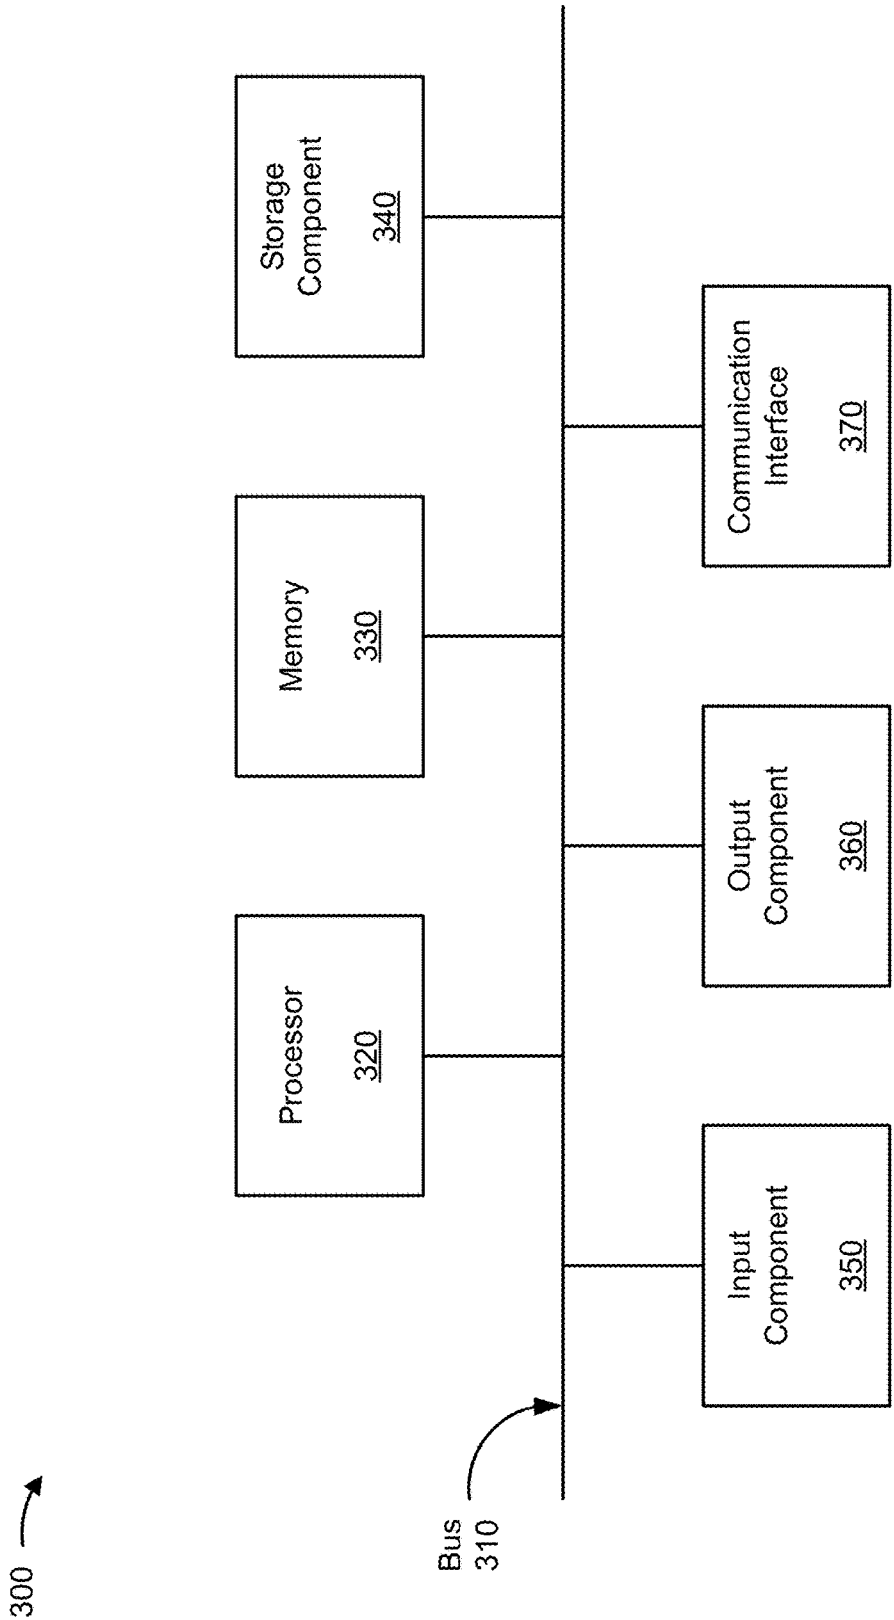 300
Processor
320
Memory
330
Storage
Component
340
Bus
310
Input
Component
350
Output
Component
360
Communication
Interface
370